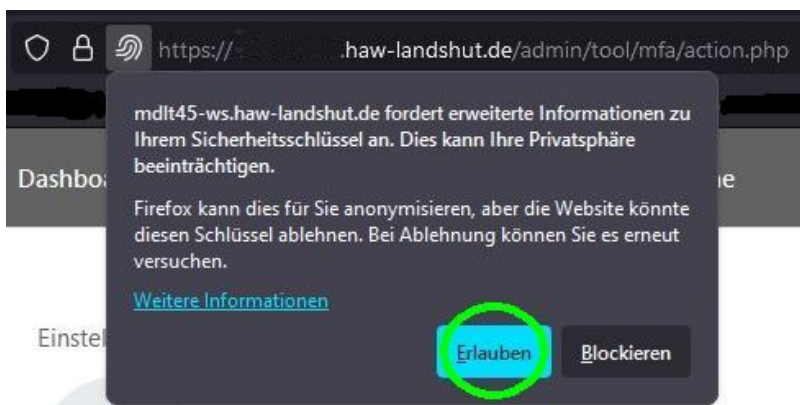 https:// .haw-landshut.de/admin/tool/mfa/action.php
mdlt45-ws.haw-landshut.de fordert erweiterte Informationen zu
Ihrem Sicherheitsschlüssel an. Dies kann Ihre Privatsphäre
beeinträchtigen.
Dashboa
e
Firefox kann dies für Sie anonymisieren, aber die Website könnte
diesen Schlüssel ablehnen. Bei Ablehnung können Sie es erneut
versuchen.
Weitere Informationen
Einstel
Erlauben Blockieren